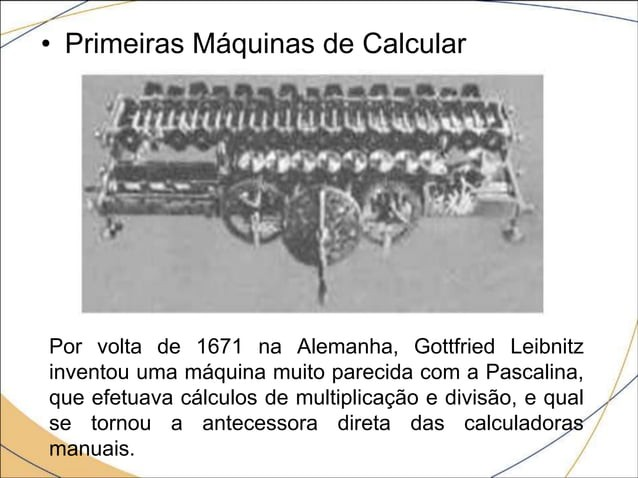 • Primeiras Máquinas de Calcular
Por volta de 1671 na Alemanha, Gottfried Leibnitz
inventou uma máquina muito parecida com a Pascalina,
que efetuava cálculos de multiplicação e divisão, e qual
se tornou a antecessora direta das calculadoras
manuais.